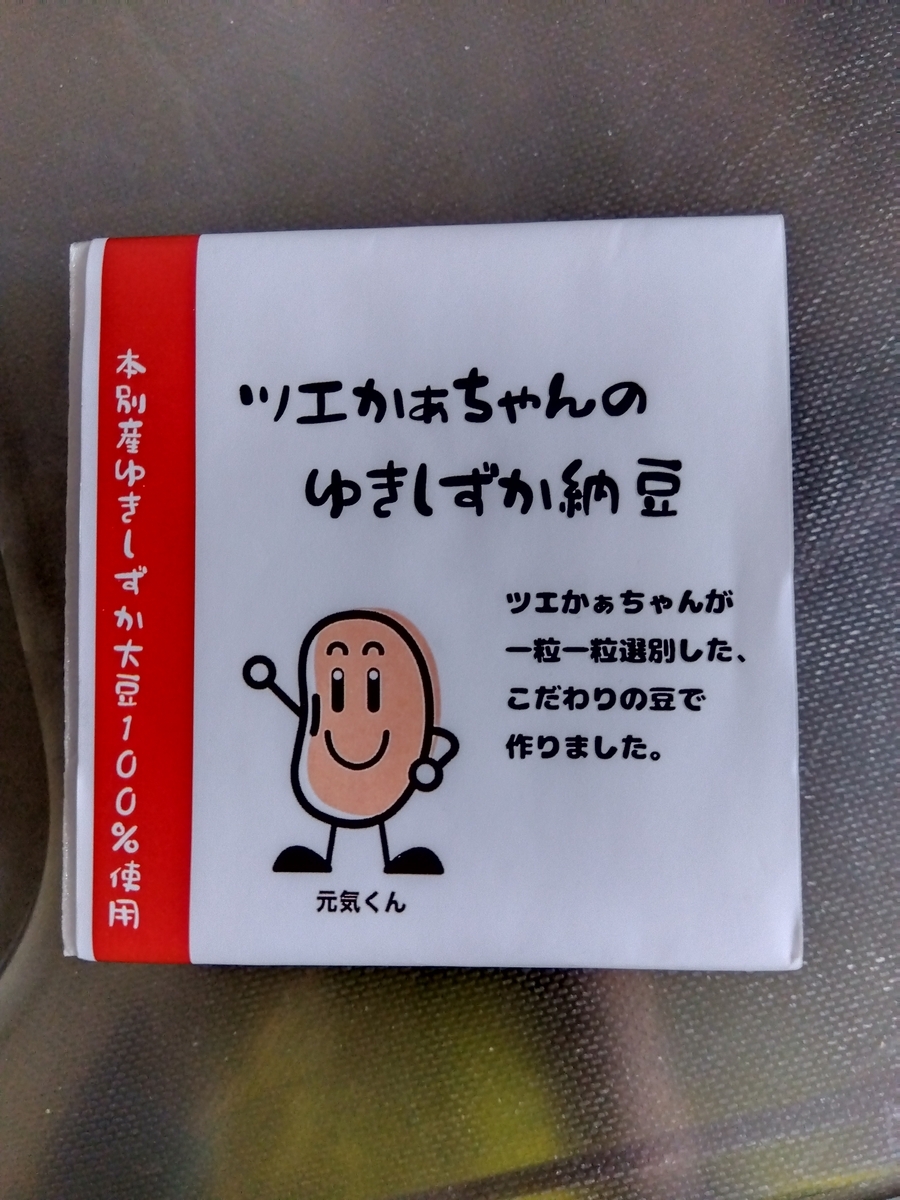 本別産ゆきしずか大豆100%使用
ツエかぁちゃんの
ゆきしずか納豆
ツエかぁちゃんが
一粒一粒選別した、
こだわりの豆で
作りました。
元気くん